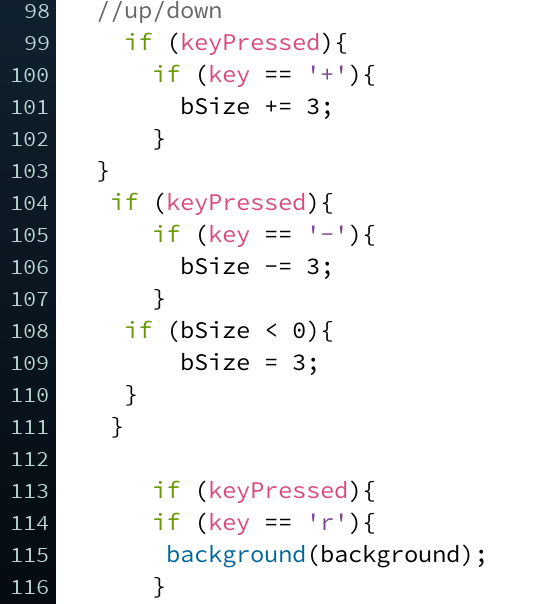 98   //up/down
99     if (keyPressed){
100       if (key == '+'){
101         bSize += 3;
102       }
103   }
104    if (keyPressed){
105       if (key == '-'){
106         bSize -= 3;
107       }
108     if (bSize < 0){
109         bSize = 3;
110     }
111    }
112
113       if (keyPressed){
114       if (key == 'r'){
115        background(background);
116       }